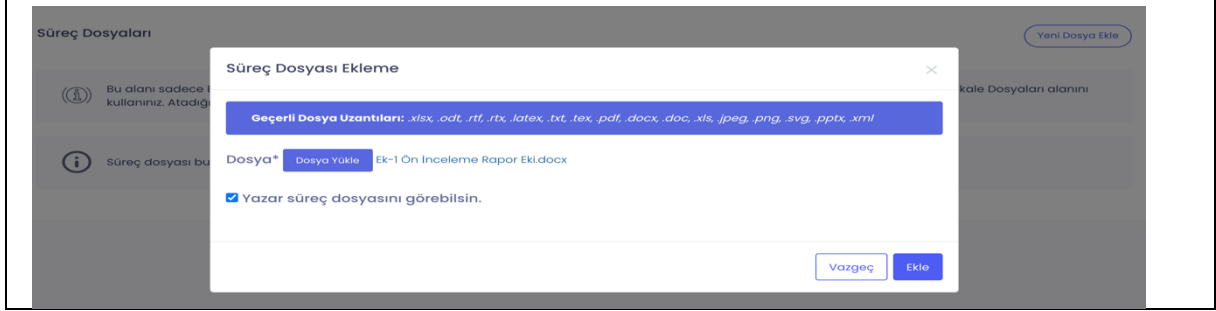 Süreç Dosyaları
Yeni Dosya Ekle
Süreç Dosyası Ekleme
Bu alanı sadece
kale Dosyaları alanını
kullanınız. Atadığı
Geçerli Dosya Uzantıları: .xlsx, .odt, .rtf, .rtx, .latex, .txt, .tex, .pdf, .docx, .doc, .xls, .jpeg, .png, .svg, .pptx, .xml
Süreç dosyası bu
Dosya* Dosya Yükle Ek-1 Ön İnceleme Rapor Eki.docx
Yazar süreç dosyasını görebilsin.
Vazgeç Ekle